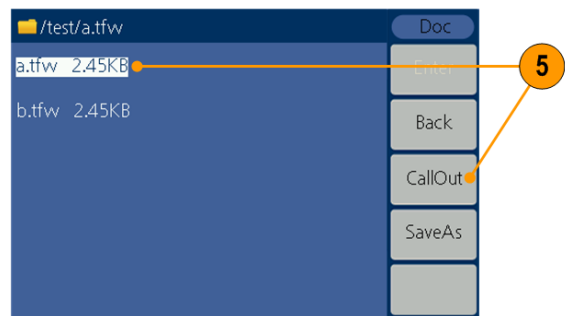 /test/a.tfw
Doc
a.tfw 2.45KB
Enter
5
b.tfw 2.45KB
Back
CallOut
SaveAs